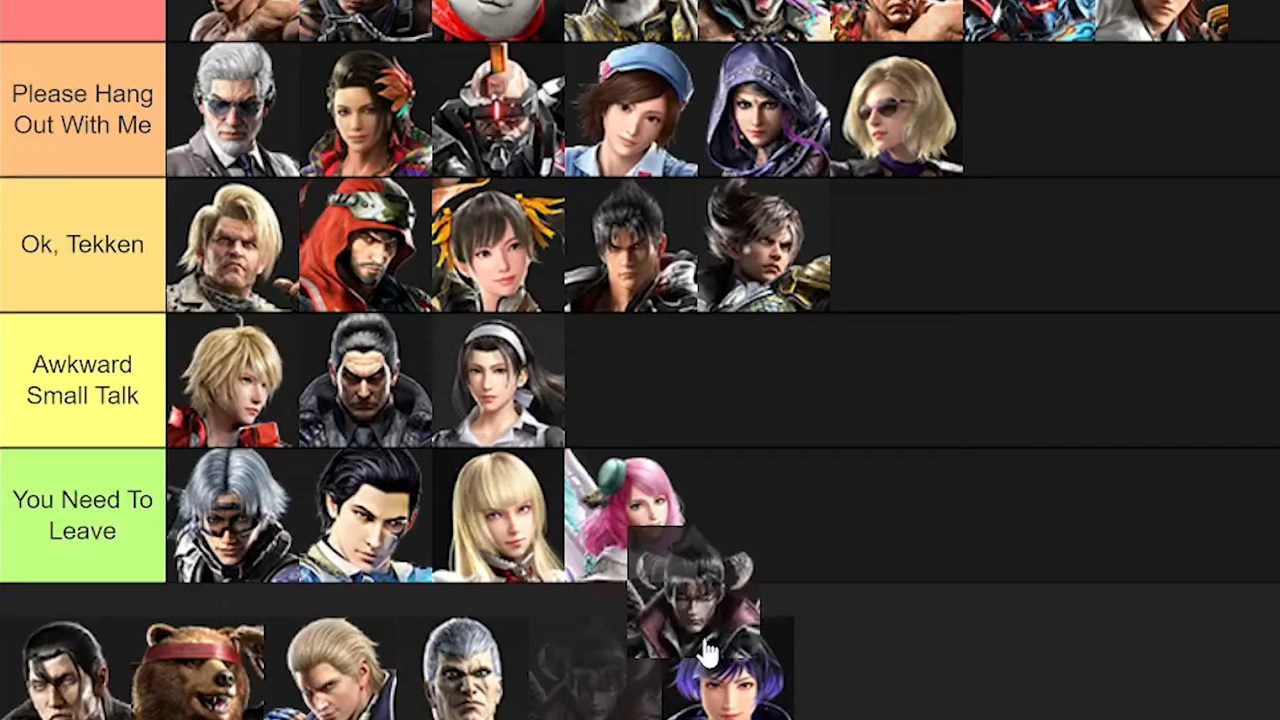 Please Hang
Out With Me
Ok, Tekken
Awkward
Small Talk
You Need To
Leave